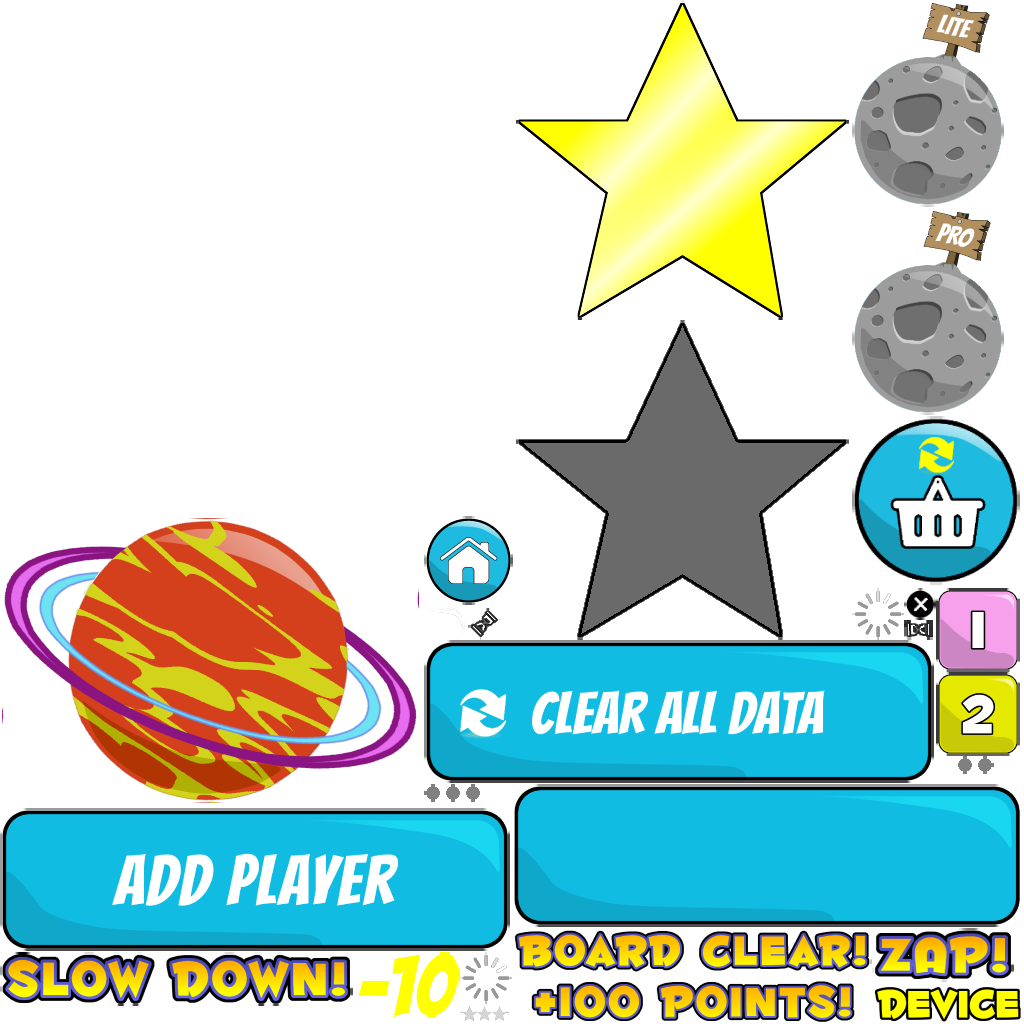 LITE
PRO
1
2
CLEAR ALL DATA
ADD PLAYER
SLOW DOWN!
-10
BOARD CLEAR!
+100 POINTS!
ZAP!
DEVICE